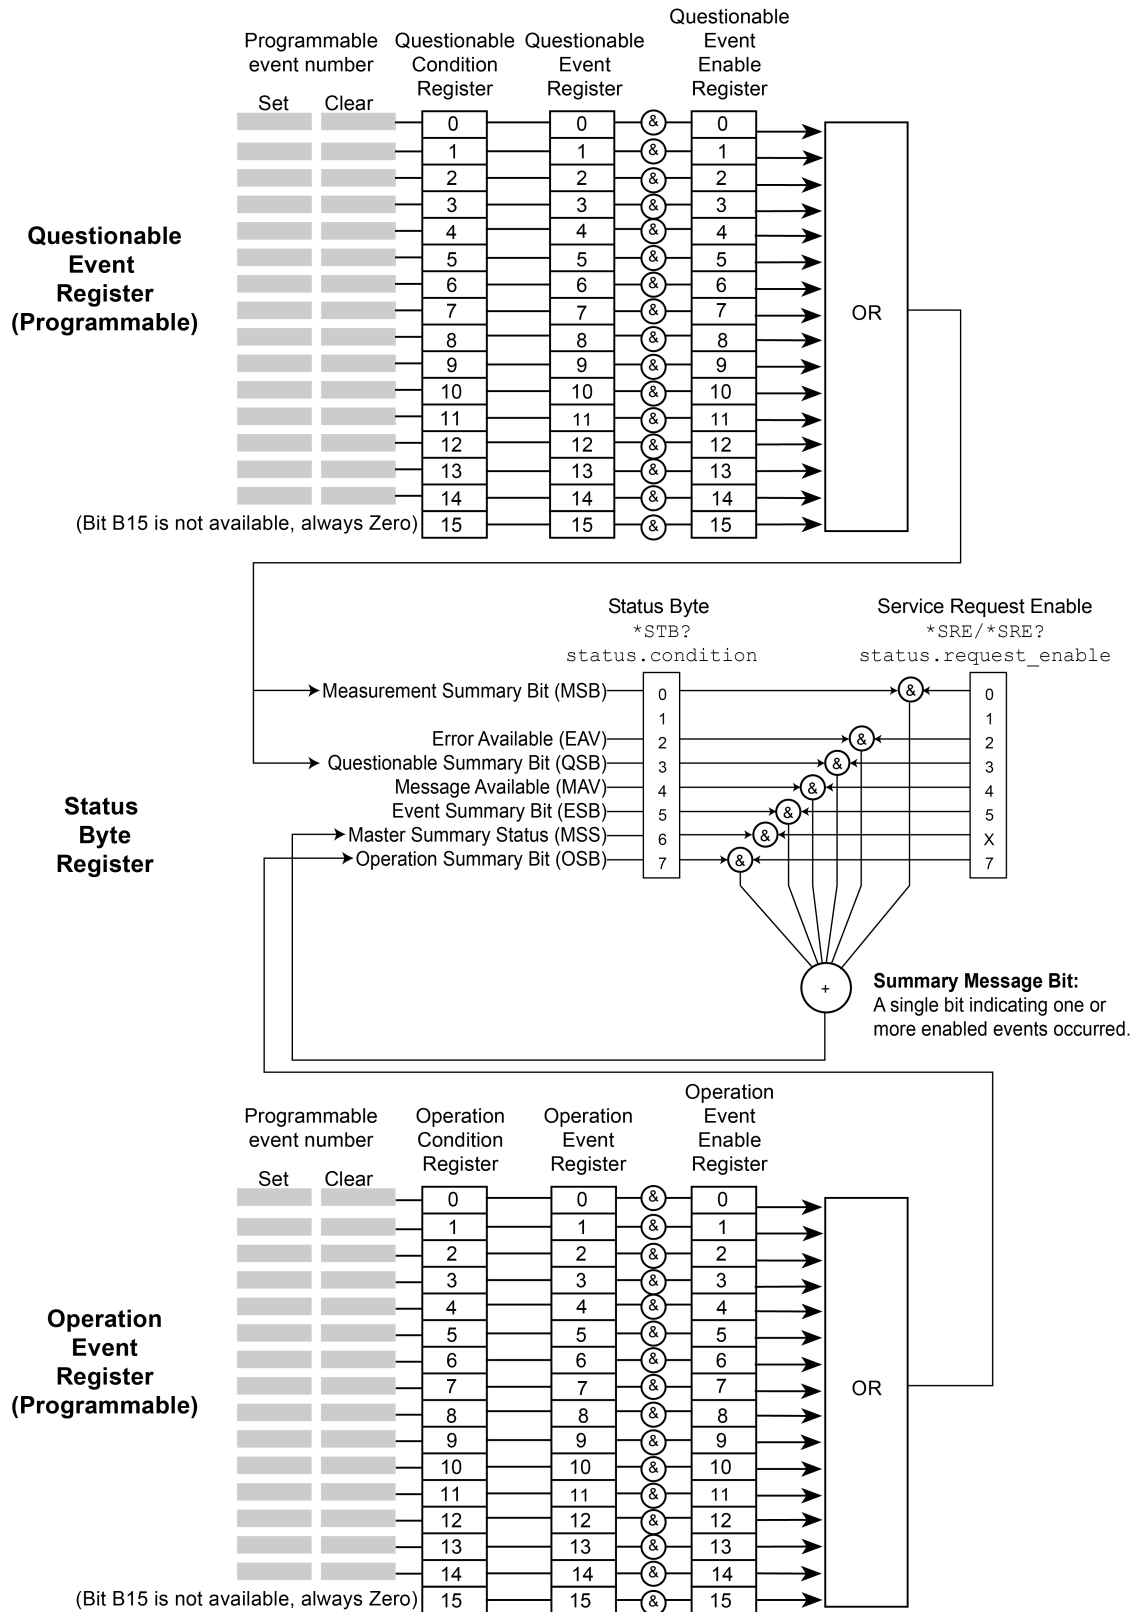 Programmable event number
Set Clear
Questionable Condition Register
Questionable Event Register
Questionable Event Enable Register
Questionable Event Register (Programmable)
0 0 & 0
1 1 & 1
2 2 & 2
3 3 & 3
4 4 & 4
5 5 & 5
6 6 & 6
7 7 & 7
8 8 & 8
9 9 & 9
10 10 & 10
11 11 & 11
12 12 & 12
13 13 & 13
14 14 & 14
(Bit B15 is not available, always Zero) 15 15 & 15
OR
Status Byte Register
Status Byte
*STB?
status.condition
Service Request Enable
*SRE/*SRE?
status.request_enable
Measurement Summary Bit (MSB) 0 & 0
1 1
Error Available (EAV) 2 & 2
Questionable Summary Bit (QSB) 3 & 3
Message Available (MAV) 4 & 4
Event Summary Bit (ESB) 5 & 5
Master Summary Status (MSS) 6 & X
Operation Summary Bit (OSB) 7 & 7
+
Summary Message Bit:
A single bit indicating one or
more enabled events occurred.
Programmable event number
Set Clear
Operation Condition Register
Operation Event Register
Operation Event Enable Register
Operation Event Register (Programmable)
0 0 & 0
1 1 & 1
2 2 & 2
3 3 & 3
4 4 & 4
5 5 & 5
6 6 & 6
7 7 & 7
8 8 & 8
9 9 & 9
10 10 & 10
11 11 & 11
12 12 & 12
13 13 & 13
14 14 & 14
(Bit B15 is not available, always Zero) 15 15 & 15
OR